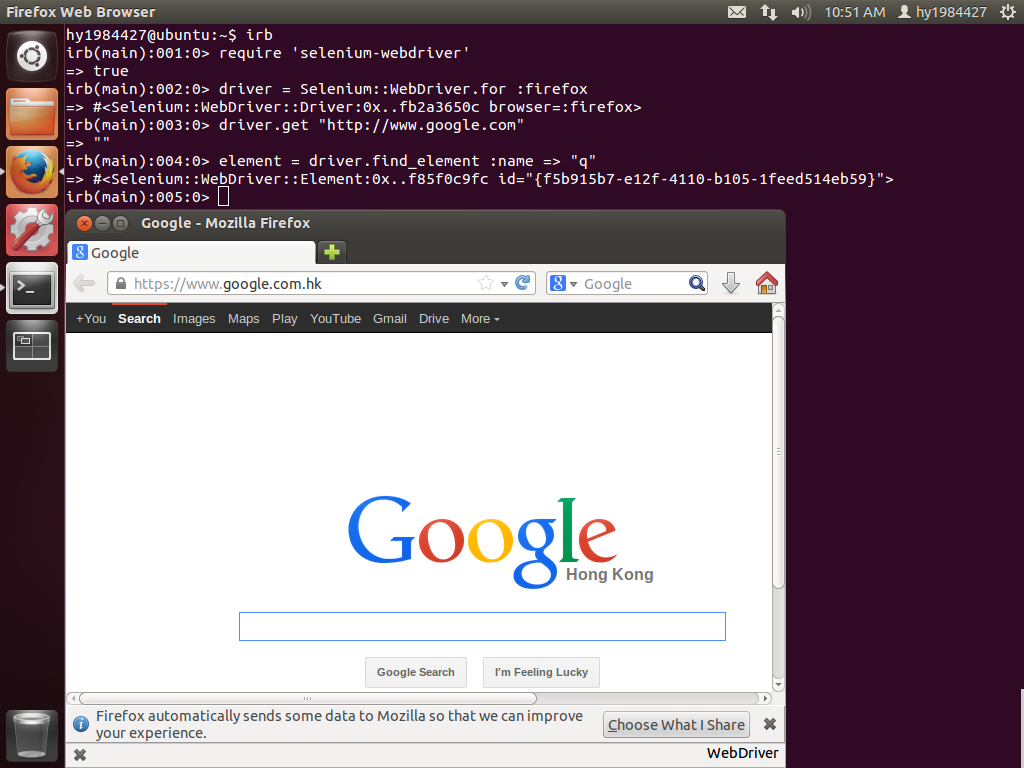 Firefox Web Browser
10:51 AM hy1984427
hy1984427@ubuntu:~$ irb
irb(main):001:0> require 'selenium-webdriver'
=> true
irb(main):002:0> driver = Selenium::WebDriver.for :firefox
=> #<Selenium::WebDriver::Driver:0x..fb2a3650c browser=:firefox>
irb(main):003:0> driver.get "http://www.google.com"
=> ""
irb(main):004:0> element = driver.find_element :name => "q"
=> #<Selenium::WebDriver::Element:0x..f85f0c9fc id="{f5b915b7-e12f-4110-b105-1feed514eb59}">
irb(main):005:0>
Google - Mozilla Firefox
8 Google
https://www.google.com.hk
8 Google
+You Search Images Maps Play YouTube Gmail Drive More
Google
Hong Kong
Google Search I'm Feeling Lucky
Firefox automatically sends some data to Mozilla so that we can improve
your experience.
Choose What I Share
WebDriver